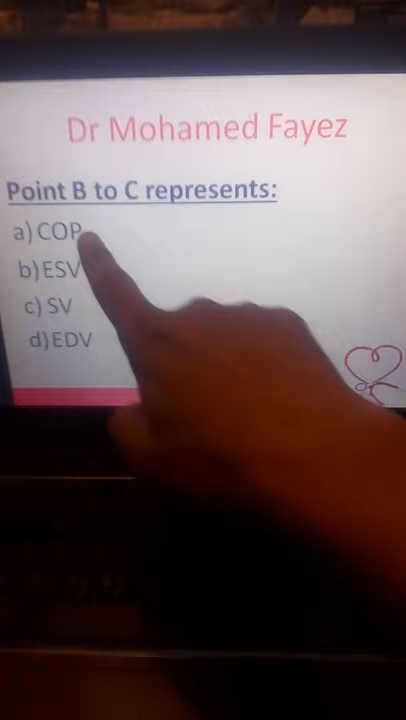 Dr Mohamed Fayez
Point B to C represents:
a) COP
b) ESV
c) SV
d) EDV